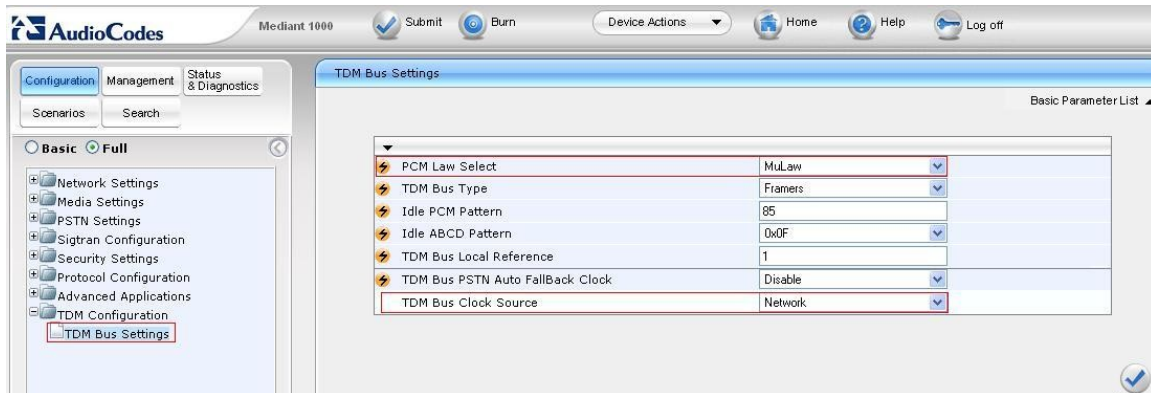 AudioCodes
Mediant 1000
Submit
Burn
Device Actions
Home
Help
Log off
Configuration
Management
Status
& Diagnostics
Scenarios
Search
Basic
Full
Network Settings
Media Settings
PSTN Settings
Sigtran Configuration
Security Settings
Protocol Configuration
Advanced Applications
TDM Configuration
TDM Bus Settings
TDM Bus Settings
Basic Parameter List
PCM Law Select MuLaw
TDM Bus Type Framers
Idle PCM Pattern 85
Idle ABCD Pattern 0x0F
TDM Bus Local Reference 1
TDM Bus PSTN Auto FallBack Clock Disable
TDM Bus Clock Source Network